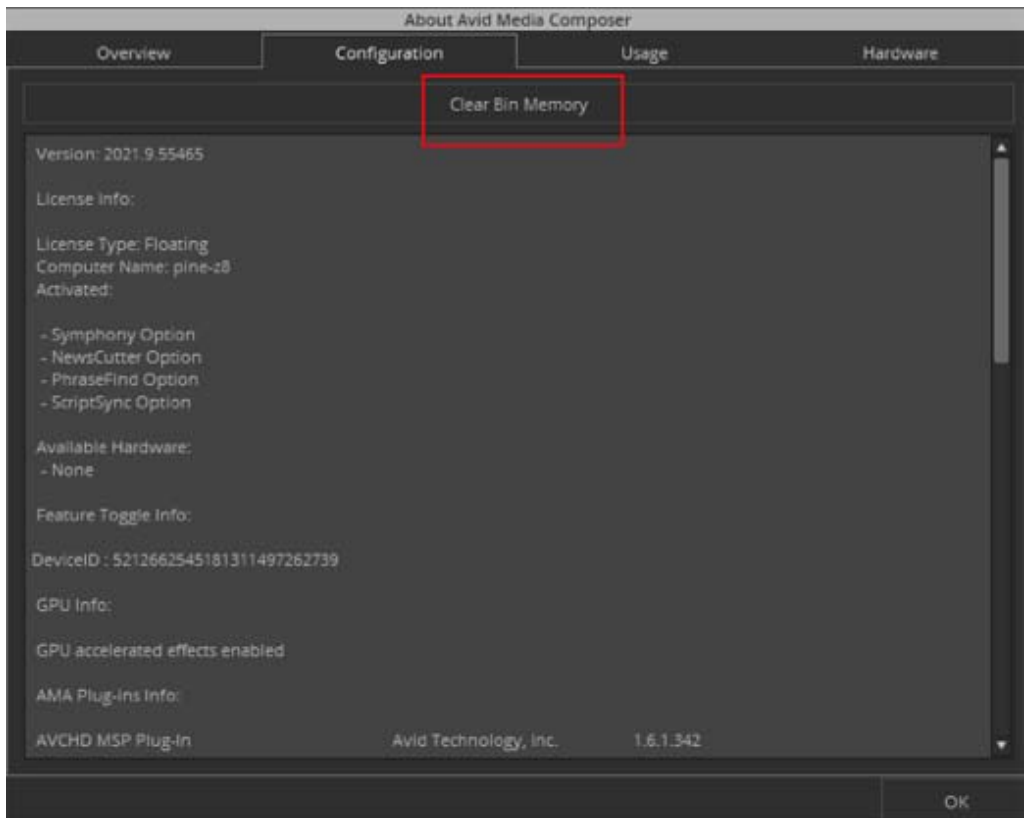 About Avid Media Composer
Overview Configuration Usage Hardware
Clear Bin Memory
Version: 2021.9.55465
License Info:
License Type: Floating
Computer Name: pine-z8
Activated:
- Symphony Option
- NewsCutter Option
- PhraseFind Option
- ScriptSync Option
Available Hardware:
- None
Feature Toggle Info:
DeviceID : 5212662545181311497262739
GPU Info:
GPU accelerated effects enabled
AMA Plug-Ins Info:
AVCHD MSP Plug-In Avid Technology, Inc. 1.6.1.342
OK